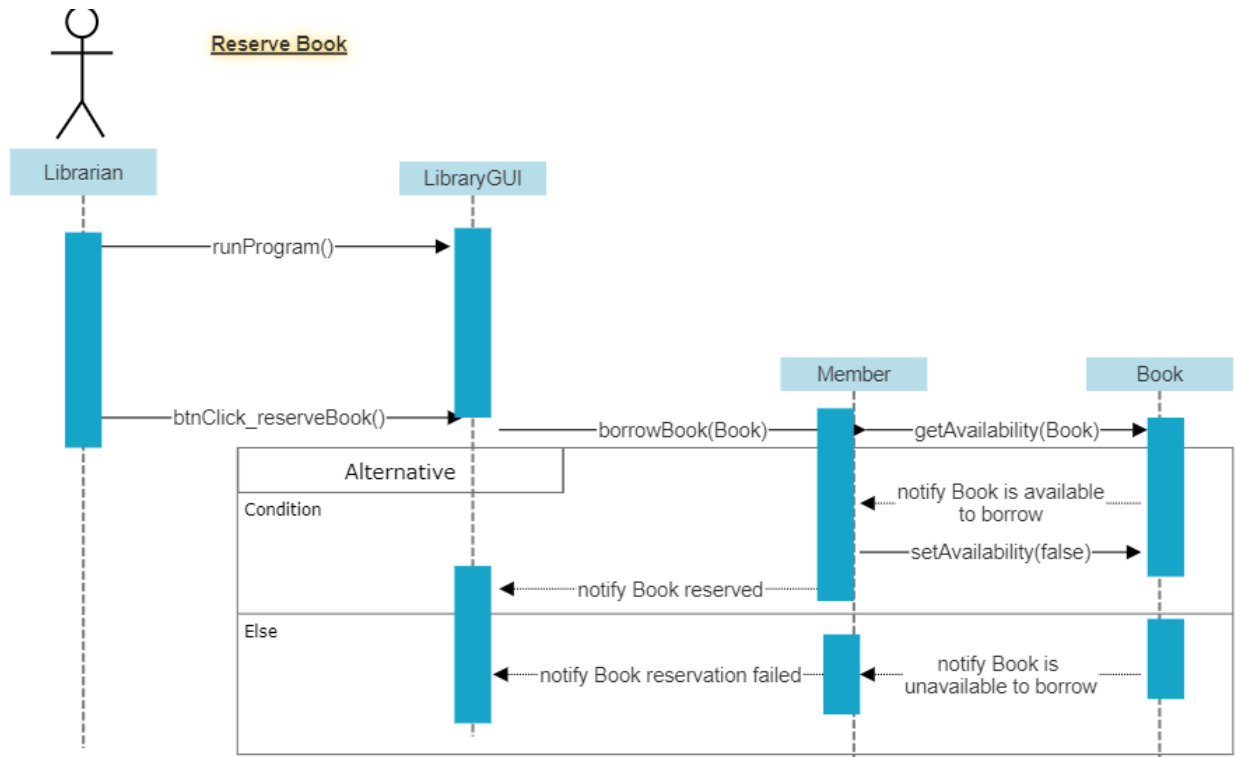 Reserve Book
Librarian
LibraryGUI
runProgram()
Member
Book
btnClick_reserveBook()
borrowBook(Book)
getAvailability(Book)
Alternative
Condition
notify Book is available
to borrow
setAvailability(false)
notify Book reserved
Else
notify Book reservation failed
notify Book is
unavailable to borrow